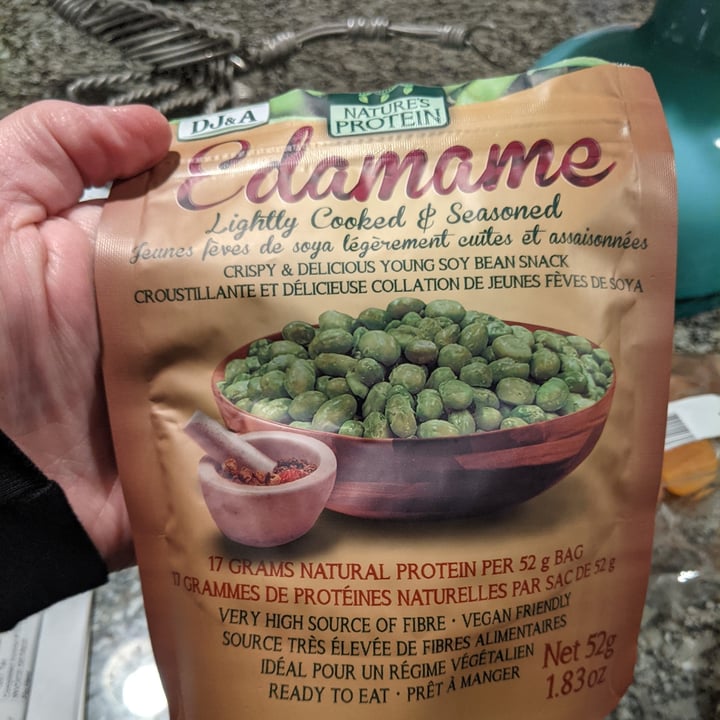 DJ&A
NATURE'S
PROTEIN
Edamame
Lightly Cooked & Seasoned
Jeunes fèves de soya légèrement cuites et assaisonnées
CRISPY & DELICIOUS YOUNG SOY BEAN SNACK
CROUSTILLANTE ET DÉLICIEUSE COLLATION DE JEUNES FÈVES DE SOYA
17 GRAMS NATURAL PROTEIN PER 52 g BAG
17 GRAMMES DE PROTÉINES NATURELLES PAR SAC DE 52 g
VERY HIGH SOURCE OF FIBRE · VEGAN FRIENDLY
SOURCE TRÈS ÉLEVÉE DE FIBRES ALIMENTAIRES
IDÉAL POUR UN RÉGIME VÉGÉTALIEN
READY TO EAT · PRÊT À MANGER
Net 52g
1.83 oz